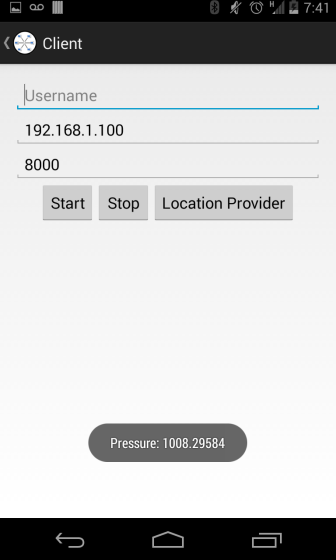 7:41
Client
Username
192.168.1.100
8000
Start Stop Location Provider
Pressure: 1008.29584